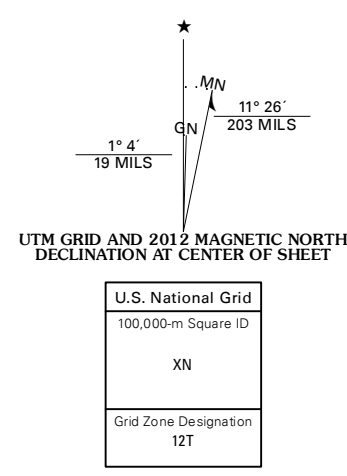 ★
MN
11° 26´
203 MILS
GN
1° 4´
19 MILS
UTM GRID AND 2012 MAGNETIC NORTH
DECLINATION AT CENTER OF SHEET
U.S. National Grid
100,000-m Square ID
XN
Grid Zone Designation
12T